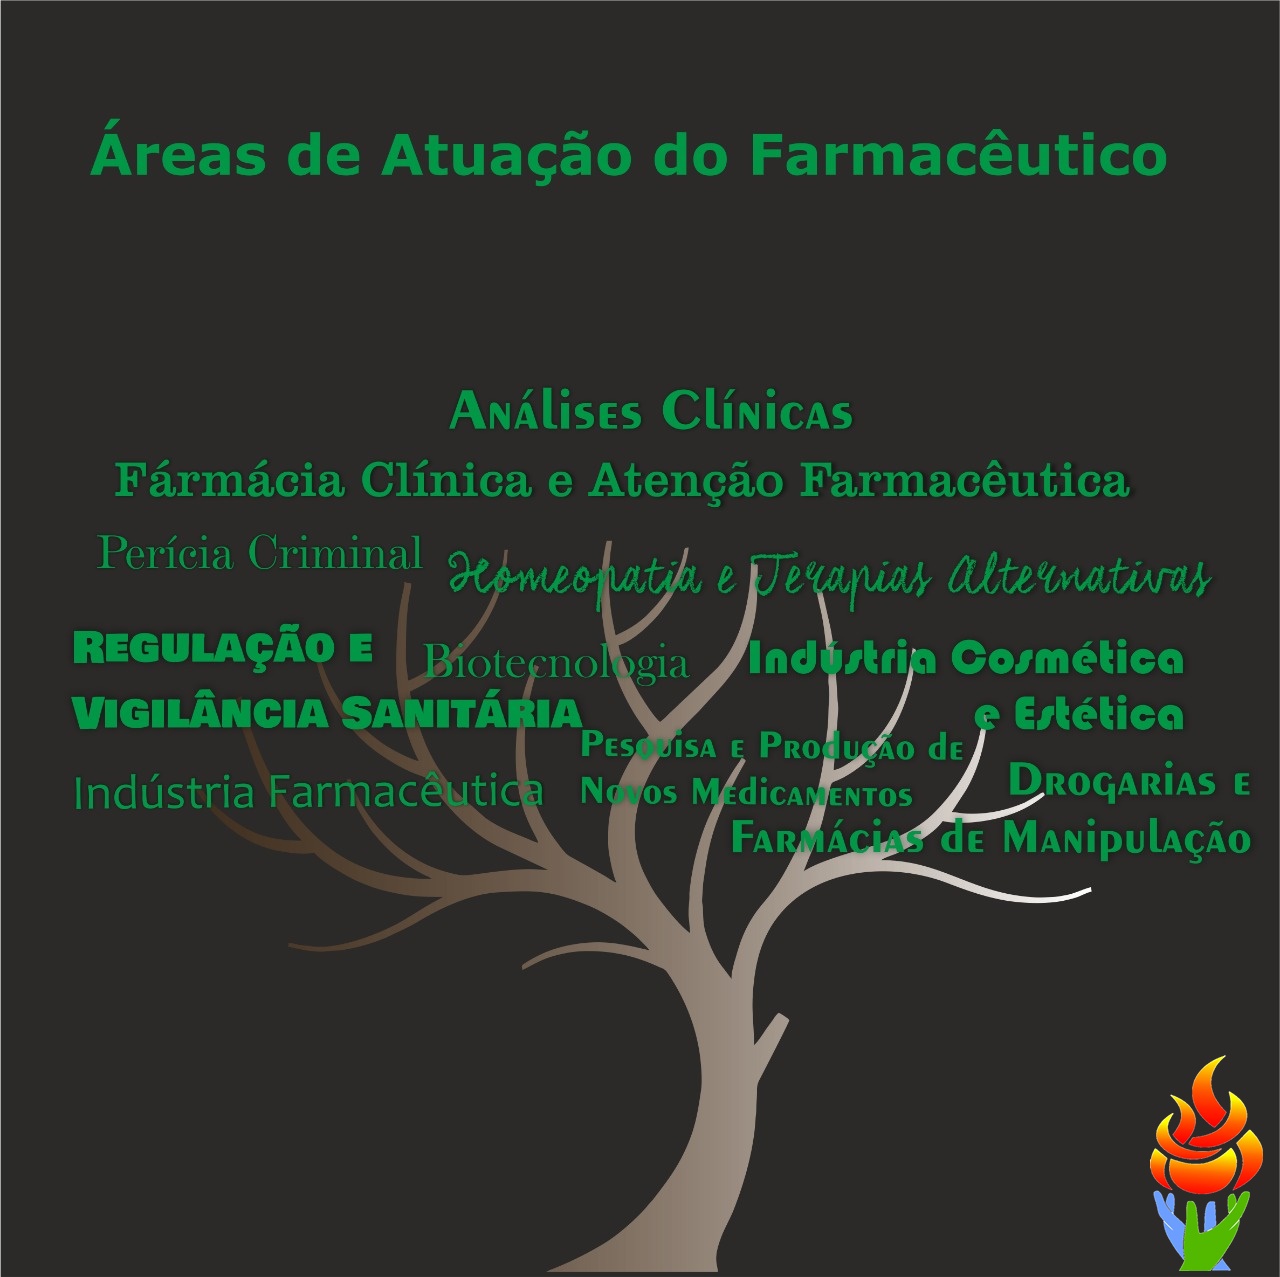 Áreas de Atuação do Farmacêutico
Análises Clínicas
Fármácia Clínica e Atenção Farmacêutica
Perícia Criminal
Homeopatia e Terapias Alternativas
Regulação e
Vigilância Sanitária
Biotecnologia
Indústria Cosmética
e Estética
Indústria Farmacêutica
Pesquisa e Produção de
Novos Medicamentos
Drogarias e
Farmácias de Manipulação